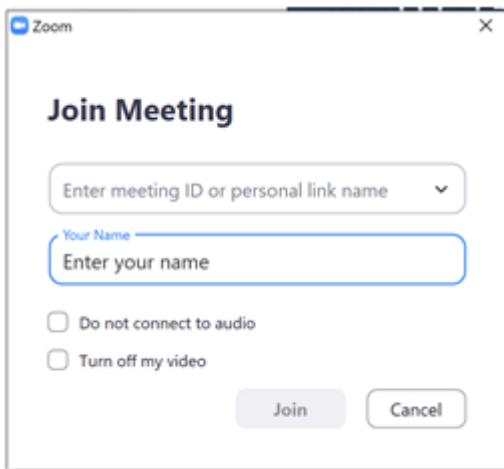 Zoom
Join Meeting
Enter meeting ID or personal link name
Your Name
Enter your name
Do not connect to audio
Turn off my video
Join Cancel